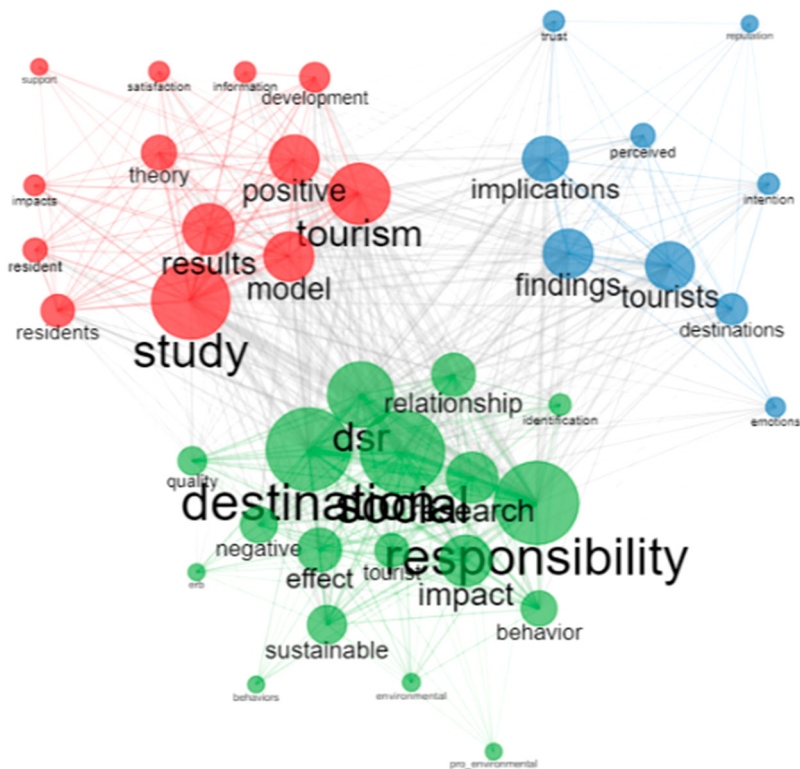 trust
reputation
support
satisfaction
information
development
perceived
theory
positive
implications
intention
impacts
tourism
resident
results
model
findings
tourists
residents
destinations
study
relationship
emotions
identification
dsr
quality
destination
social
research
negative
responsibility
effect
tourist
erb
impact
behavior
sustainable
behaviors
environmental
pro_environmental